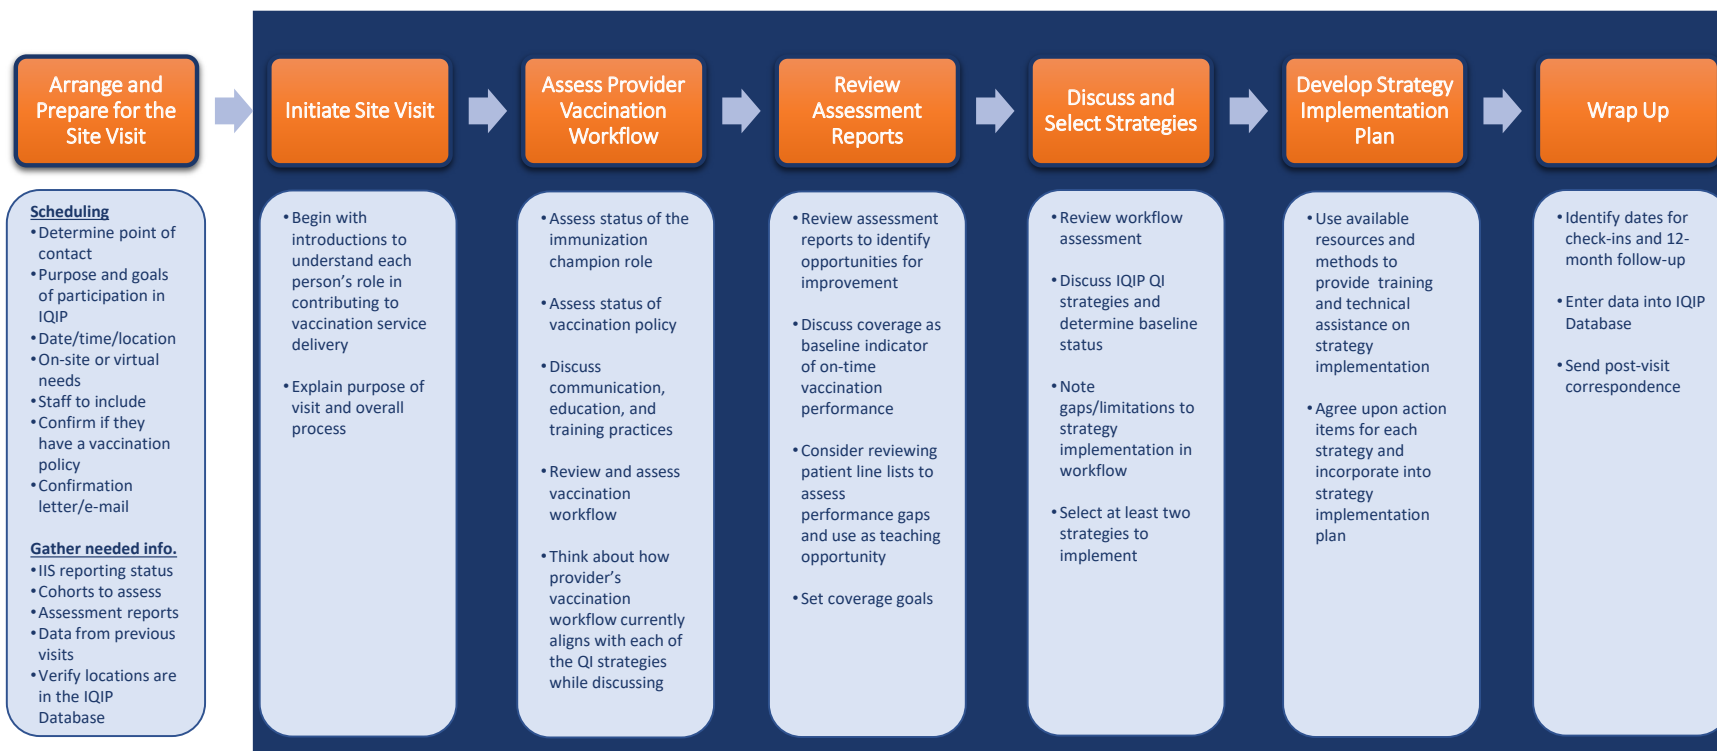 Arrange and
Prepare for the
Site Visit
Initiate Site Visit
Assess Provider
Vaccination
Workflow
Review
Assessment
Reports
Discuss and
Select Strategies
Develop Strategy
Implementation
Plan
Wrap Up
Scheduling
• Determine point of
contact
• Purpose and goals
of participation in
IQIP
• Date/time/location
• On-site or virtual
needs
• Staff to include
• Confirm if they
have a vaccination
policy
• Confirmation
letter/e-mail
Gather needed info.
• IIS reporting status
• Cohorts to assess
• Assessment reports
• Data from previous
visits
• Verify locations are
in the IQIP
Database
• Begin with
introductions to
understand each
person's role in
contributing to
vaccination service
delivery
• Explain purpose of
visit and overall
process
• Assess status of the
immunization
champion role
• Assess status of
vaccination policy
• Discuss
communication,
education, and
training practices
• Review and assess
vaccination
workflow
• Think about how
provider's
vaccination
workflow currently
aligns with each of
the QI strategies
while discussing
• Review assessment
reports to identify
opportunities for
improvement
• Discuss coverage as
baseline indicator
of on-time
vaccination
performance
• Consider reviewing
patient line lists to
assess
performance gaps
and use as teaching
opportunity
• Set coverage goals
• Review workflow
assessment
• Discuss IQIP QI
strategies and
determine baseline
status
• Note
gaps/limitations to
strategy
implementation in
workflow
• Select at least two
strategies to
implement
• Use available
resources and
methods to
provide training
and technical
assistance on
strategy
implementation
• Agree upon action
items for each
strategy and
incorporate into
strategy
implementation
plan
• Identify dates for
check-ins and 12-
month follow-up
• Enter data into IQIP
Database
• Send post-visit
correspondence